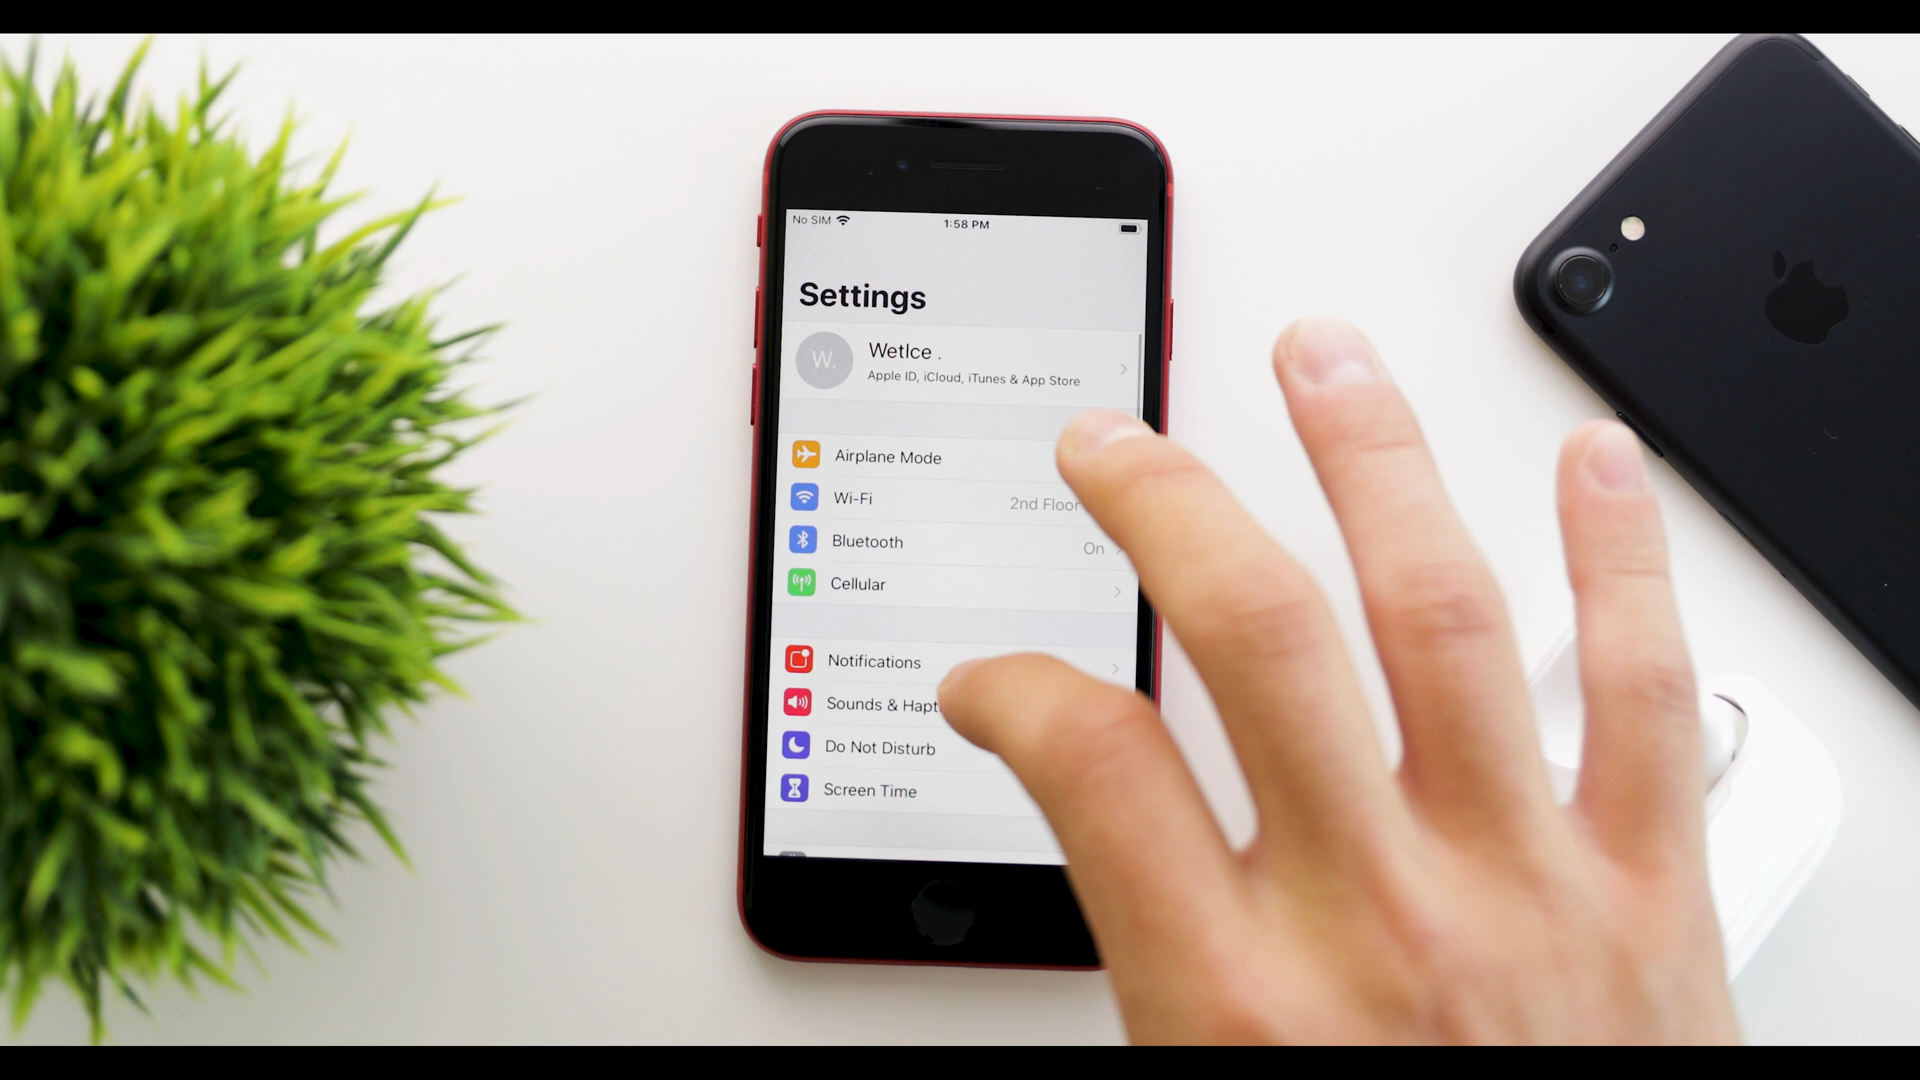 No SIM 1:58 PM
Settings
W. WetIce .
Apple ID, iCloud, iTunes & App Store
Airplane Mode
Wi-Fi 2nd Floor
Bluetooth On
Cellular
Notifications
Sounds & Hapt
Do Not Disturb
Screen Time